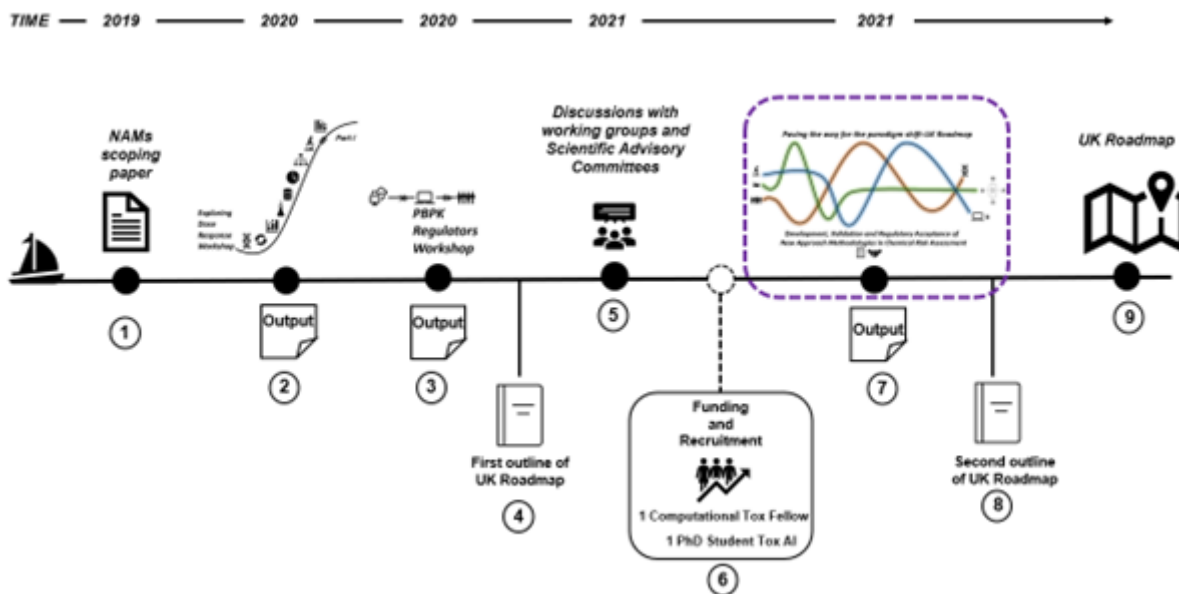 TIME
2019
2020
2020
2021
2021
NAMs
scoping
paper
Exploring
Dose
Response
Workshop
Part I
PBPK
Regulators
Workshop
Discussions with
working groups and
Scientific Advisory
Committees
Paving the way for the paradigm shift-UK Roadmap
Development, Validation and Regulatory Acceptance of
New Approach Methodologies in Chemical Risk Assessment
UK Roadmap
1
Output
2
Output
3
First outline of
UK Roadmap
4
5
Funding
and
Recruitment
1 Computational Tox Fellow
1 PhD Student Tox AI
6
Output
7
Second outline
of UK Roadmap
8
9